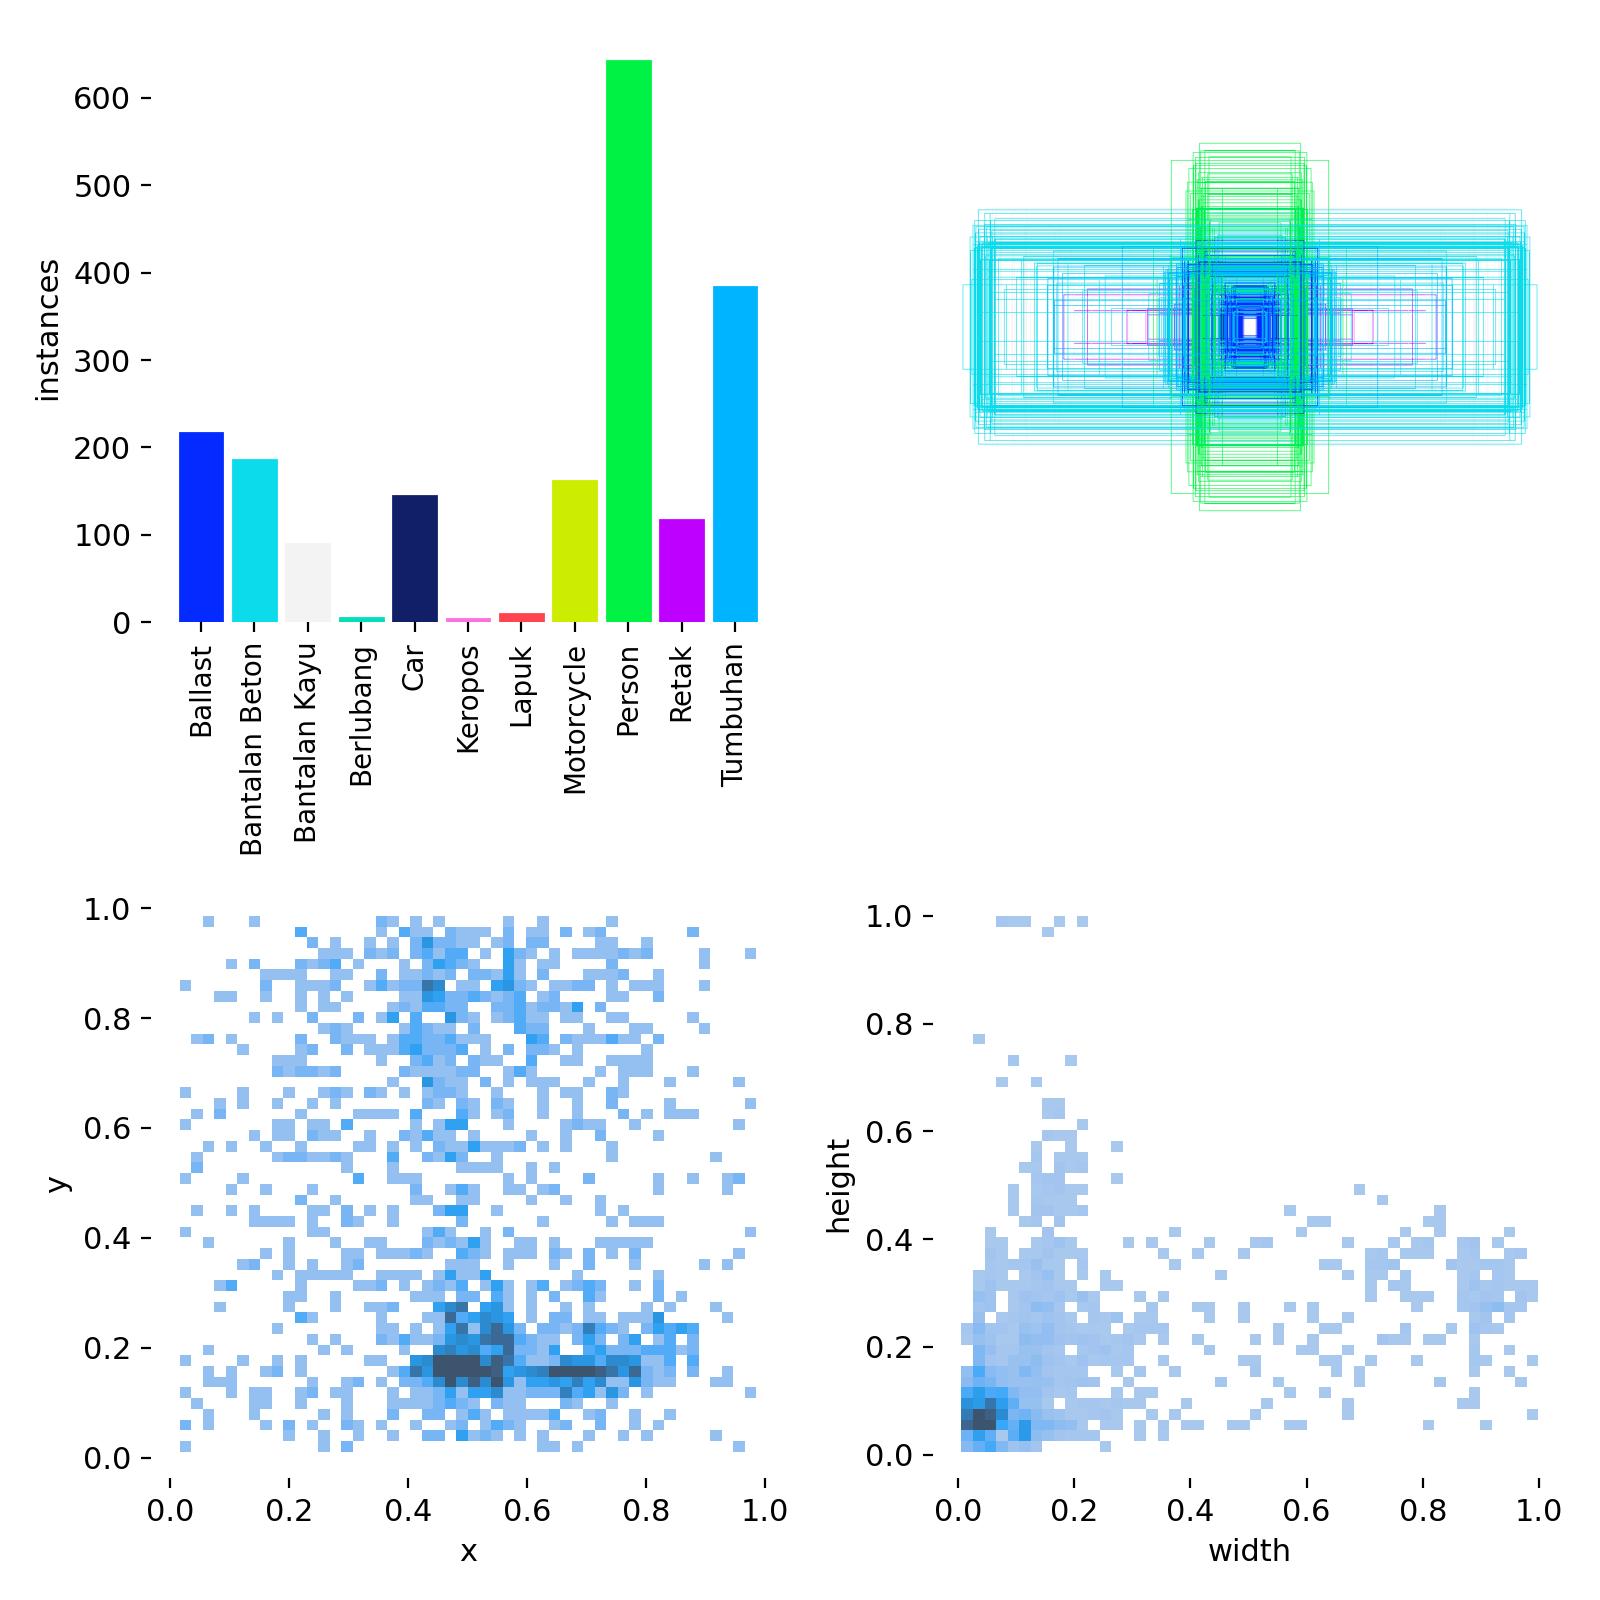 600
500
400
300
200
100
0
instances
Ballast
Bantalan Beton
Bantalan Kayu
Berlubang
Car
Keropos
Lapuk
Motorcycle
Person
Retak
Tumbuhan
1.0
0.8
0.6
0.4
0.2
0.0
y
0.0 0.2 0.4 0.6 0.8 1.0
x
1.0
0.8
0.6
0.4
0.2
0.0
height
0.0 0.2 0.4 0.6 0.8 1.0
width